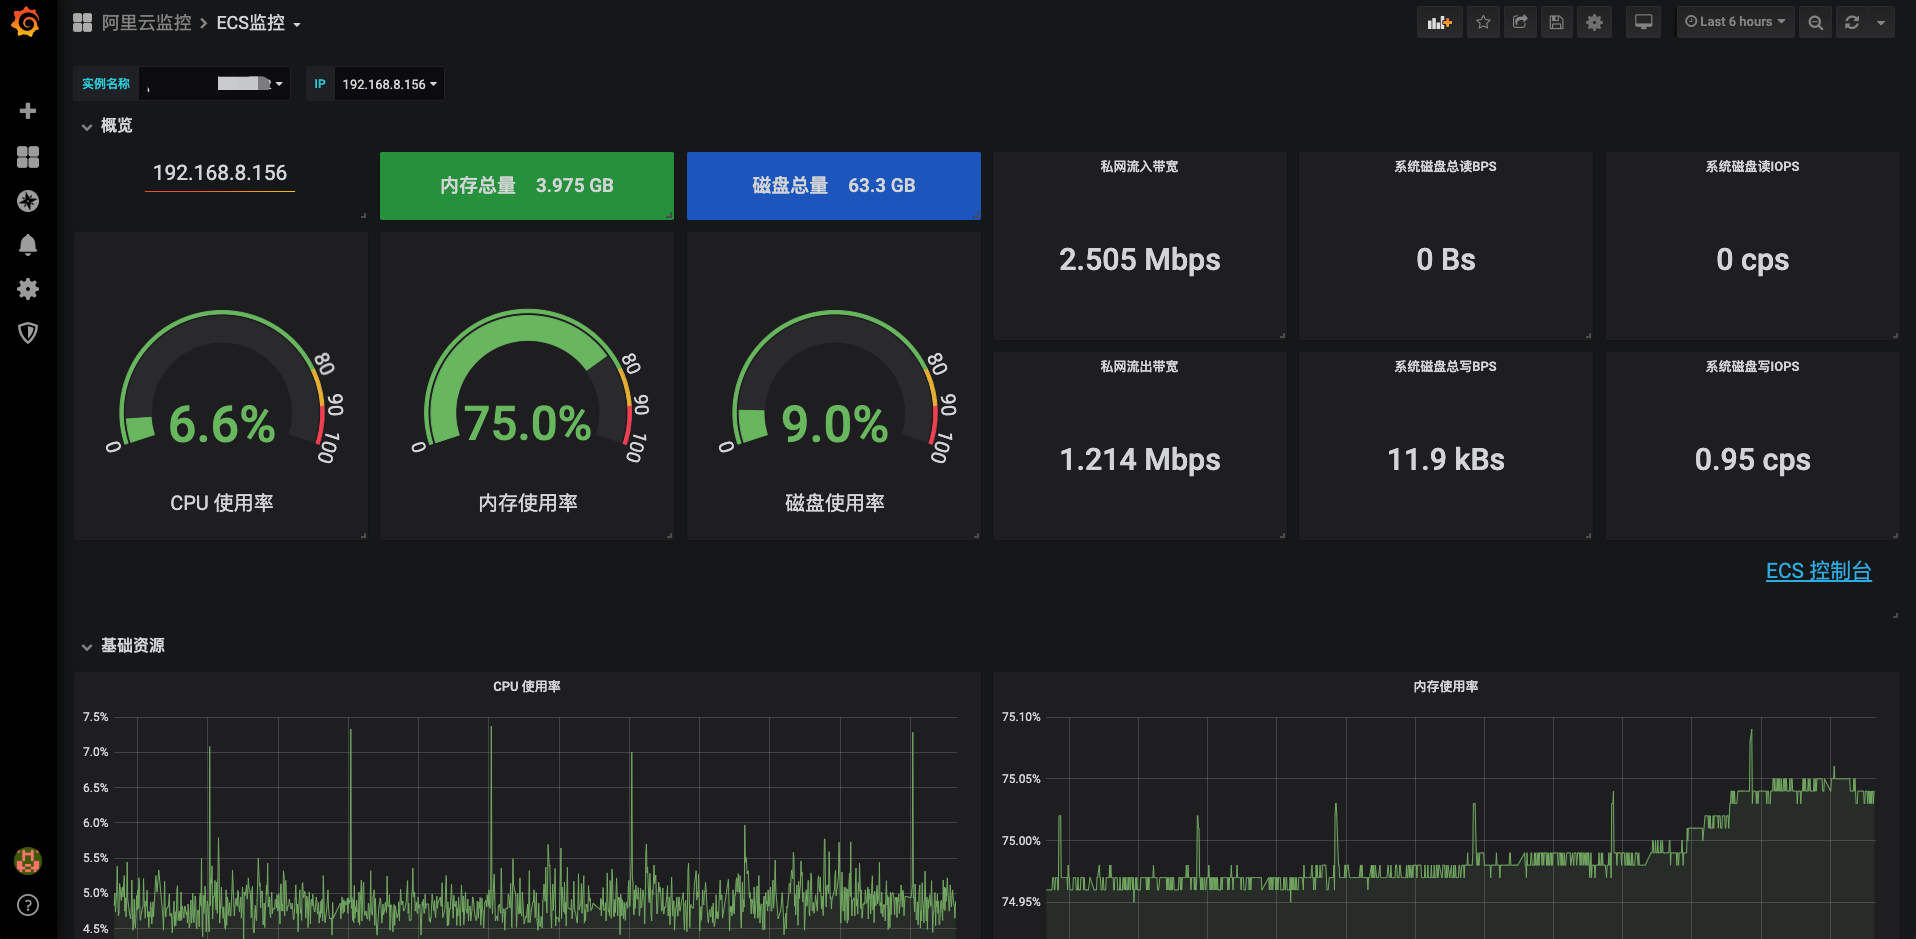 阿里云监控 > ECS监控
Last 6 hours
实例名称
IP 192.168.8.156
概览
192.168.8.156
内存总量 3.975 GB
磁盘总量 63.3 GB
私网流入带宽
2.505 Mbps
系统磁盘总读BPS
0 Bs
系统磁盘读IOPS
0 cps
0
80
90
100
6.6%
CPU 使用率
0
80
90
100
75.0%
内存使用率
0
80
90
100
9.0%
磁盘使用率
私网流出带宽
1.214 Mbps
系统磁盘总写BPS
11.9 kBs
系统磁盘写IOPS
0.95 cps
ECS 控制台
基础资源
CPU 使用率
7.5%
7.0%
6.5%
6.0%
5.5%
5.0%
4.5%
内存使用率
75.10%
75.05%
75.00%
74.95%